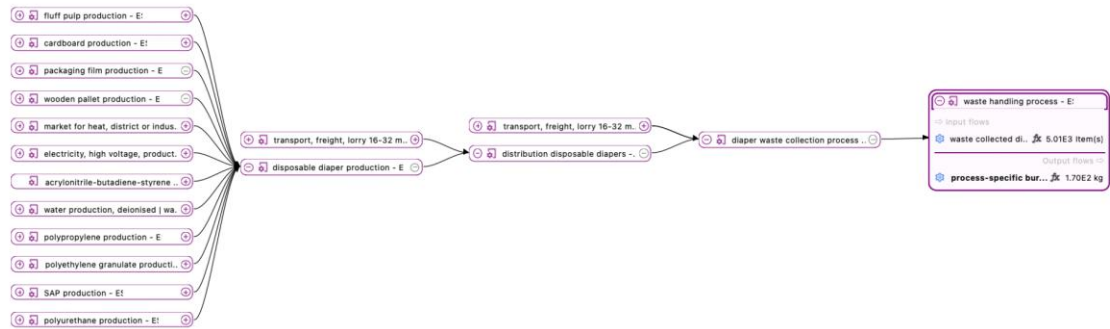 fluff pulp production - E!
cardboard production - E!
packaging film production - E
wooden pallet production - E
market for heat, district or indus.
electricity, high voltage, product.
acrylonitrile-butadiene-styrene ..
water production, deionised | wa.
polypropylene production - E
polyethylene granulate producti..
SAP production - E!
polyurethane production - E!
transport, freight, lorry 16-32 m..
disposable diaper production - E
transport, freight, lorry 16-32 m..
distribution disposable diapers -.
diaper waste collection process ..
waste handling process - E:
Input flows
waste collected di.. fx 5.01E3 item(s)
Output flows
process-specific bur... fx 1.70E2 kg